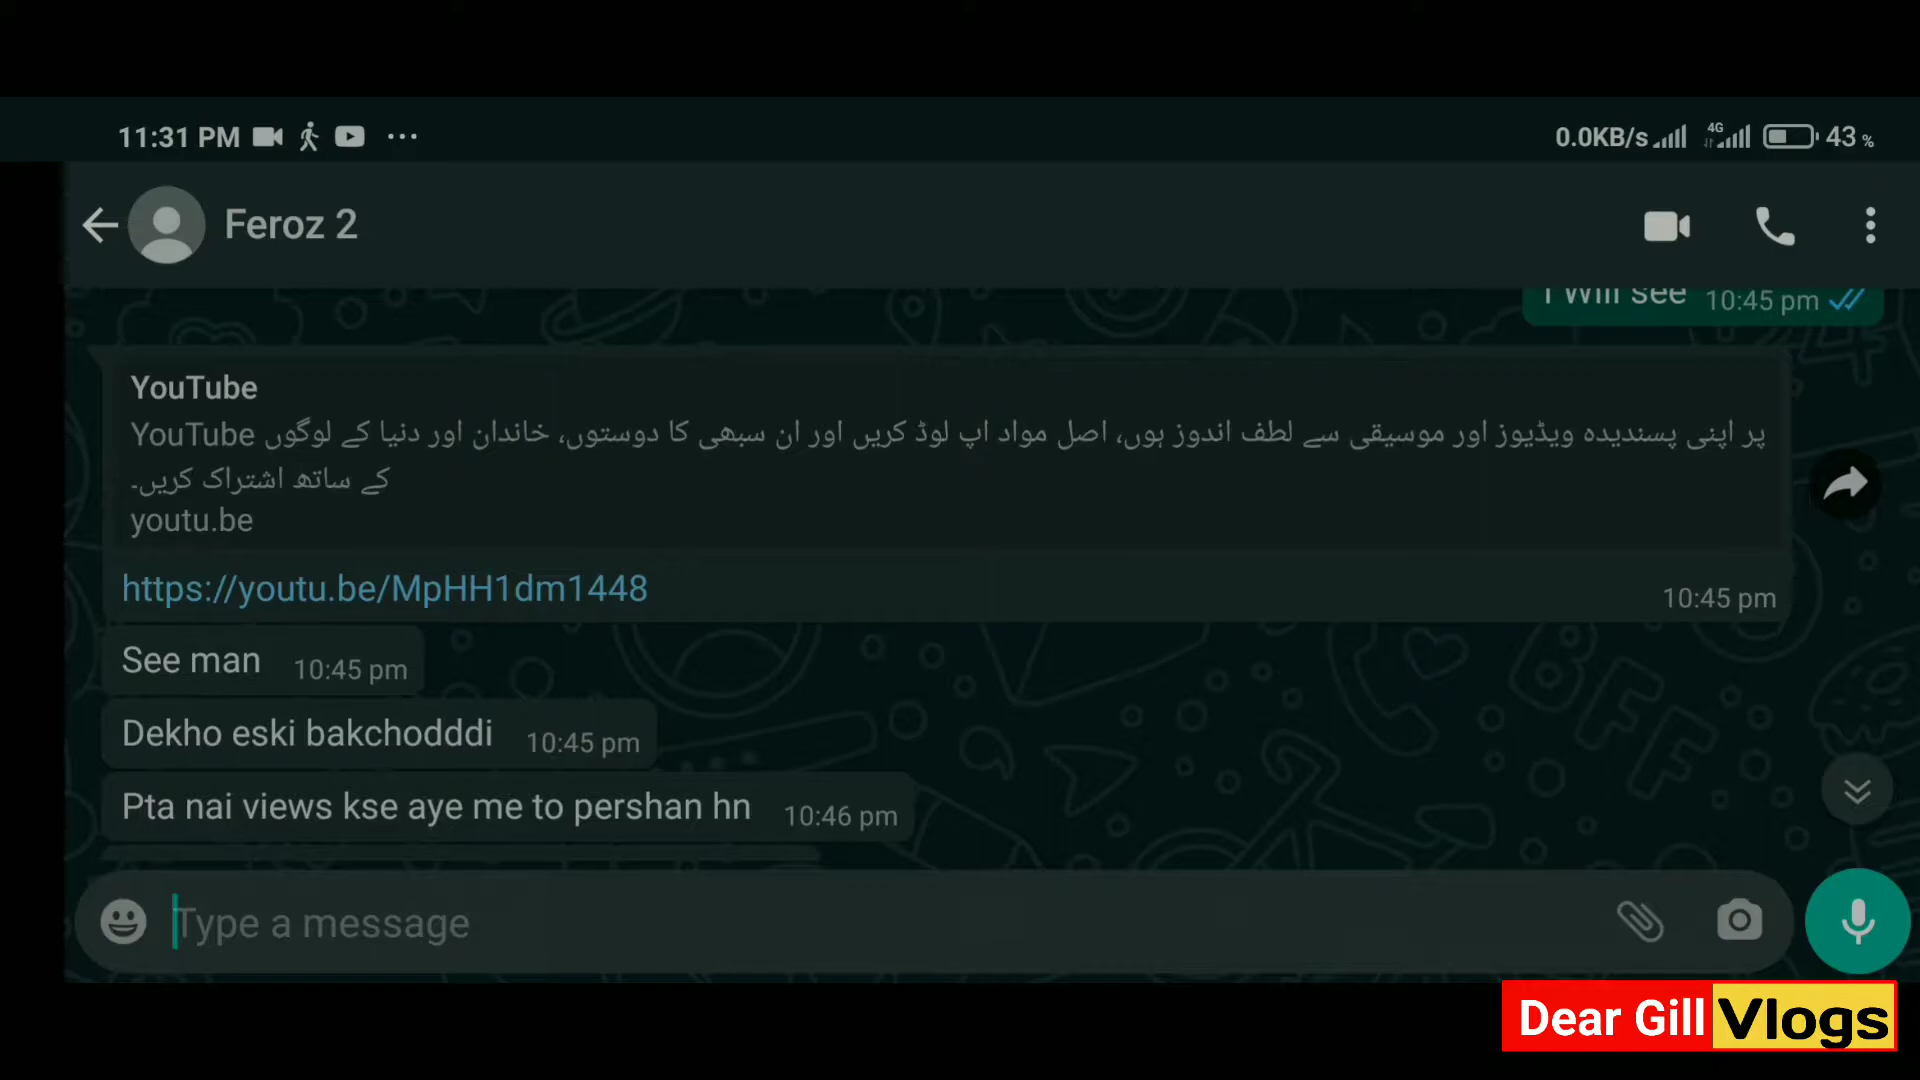 11:31 PM
0.0KB/s 4G 43 %
Feroz 2
I Will see 10:45 pm
YouTube
YouTube پر اپنی پسندیدہ ویڈیوز اور موسیقی سے لطف اندوز ہوں، اصل مواد اپ لوڈ کریں اور ان سبھی کا دوستوں، خاندان اور دنیا کے لوگوں
کے ساتھ اشتراک کریں۔
youtu.be
https://youtu.be/MpHH1dm1448
10:45 pm
See man 10:45 pm
Dekho eski bakchodddi 10:45 pm
Pta nai views kse aye me to pershan hn 10:46 pm
Type a message
Dear Gill Vlogs